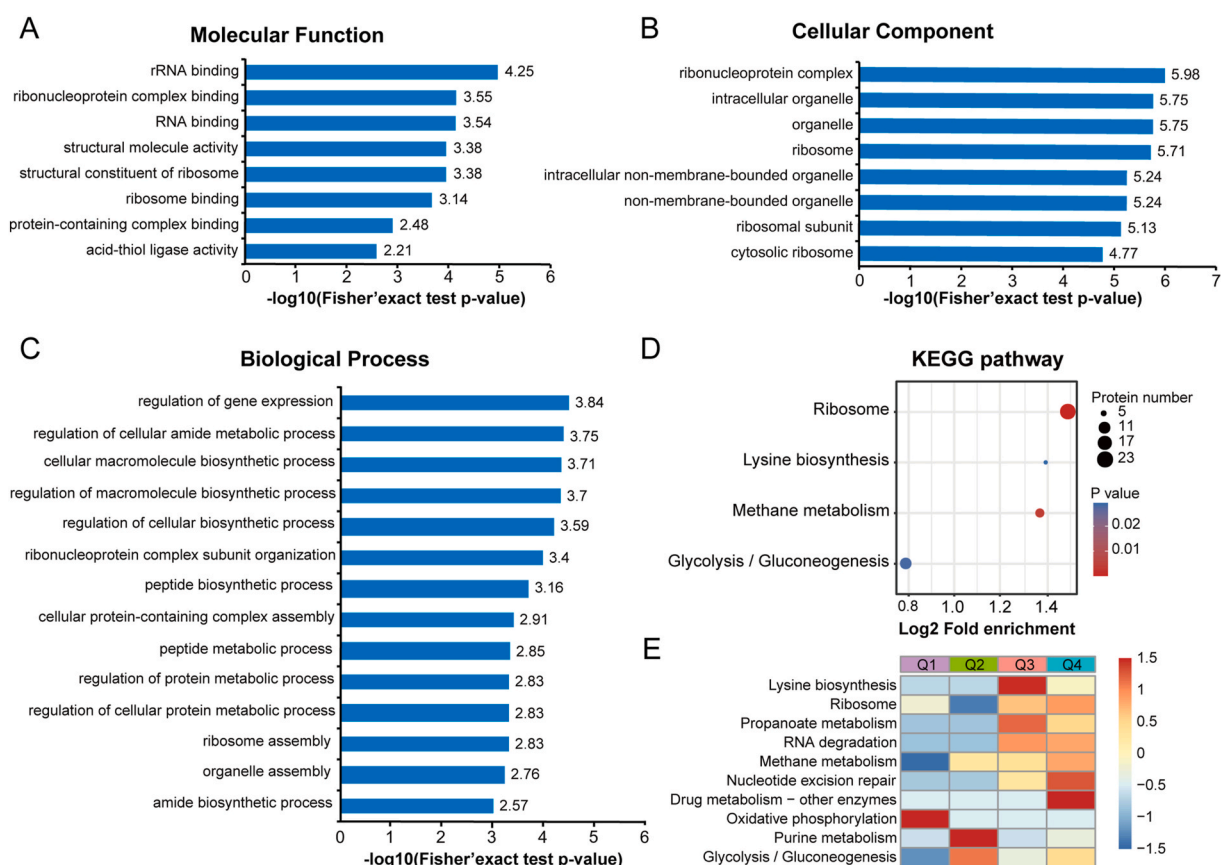 A
Molecular Function
rRNA binding 4.25
ribonucleoprotein complex binding 3.55
RNA binding 3.54
structural molecule activity 3.38
structural constituent of ribosome 3.38
ribosome binding 3.14
protein-containing complex binding 2.48
acid-thiol ligase activity 2.21
0 1 2 3 4 5 6
-log10(Fisher'exact test p-value)
B
Cellular Component
ribonucleoprotein complex 5.98
intracellular organelle 5.75
organelle 5.75
ribosome 5.71
intracellular non-membrane-bounded organelle 5.24
non-membrane-bounded organelle 5.24
ribosomal subunit 5.13
cytosolic ribosome 4.77
0 1 2 3 4 5 6 7
-log10(Fisher'exact test p-value)
C
Biological Process
regulation of gene expression 3.84
regulation of cellular amide metabolic process 3.75
cellular macromolecule biosynthetic process 3.71
regulation of macromolecule biosynthetic process 3.7
regulation of cellular biosynthetic process 3.59
ribonucleoprotein complex subunit organization 3.4
peptide biosynthetic process 3.16
cellular protein-containing complex assembly 2.91
peptide metabolic process 2.85
regulation of protein metabolic process 2.83
regulation of cellular protein metabolic process 2.83
ribosome assembly 2.83
organelle assembly 2.76
amide biosynthetic process 2.57
0 1 2 3 4 5 6
-log10(Fisher'exact test p-value)
D
KEGG pathway
Ribosome
Lysine biosynthesis
Methane metabolism
Glycolysis / Gluconeogenesis
0.8 1.0 1.2 1.4
Log2 Fold enrichment
Protein number
5
11
17
23
P value
0.02
0.01
E
Q1 Q2 Q3 Q4
Lysine biosynthesis
Ribosome
Propanoate metabolism
RNA degradation
Methane metabolism
Nucleotide excision repair
Drug metabolism − other enzymes
Oxidative phosphorylation
Purine metabolism
Glycolysis / Gluconeogenesis
1.5
1
0.5
0
−0.5
−1
−1.5